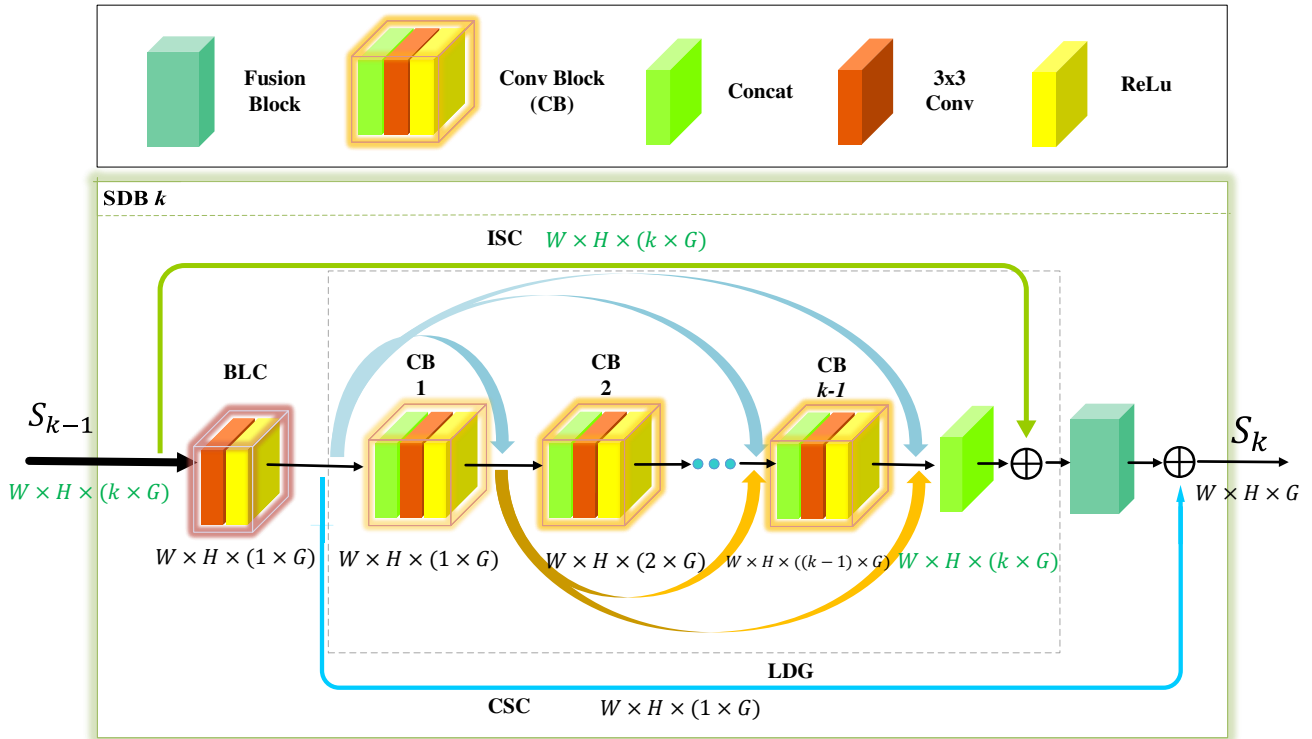 Fusion
Block
Conv Block
(CB)
Concat
3x3
Conv
ReLu
SDB k
ISC W × H × (k × G)
BLC
CB
1
CB
2
CB
k-1
S_{k−1}
S_k
W × H × (k × G)
W × H × G
W × H × (1 × G)
W × H × (1 × G)
W × H × (2 × G)
W × H × ((k − 1) × G)
W × H × (k × G)
LDG
CSC W × H × (1 × G)